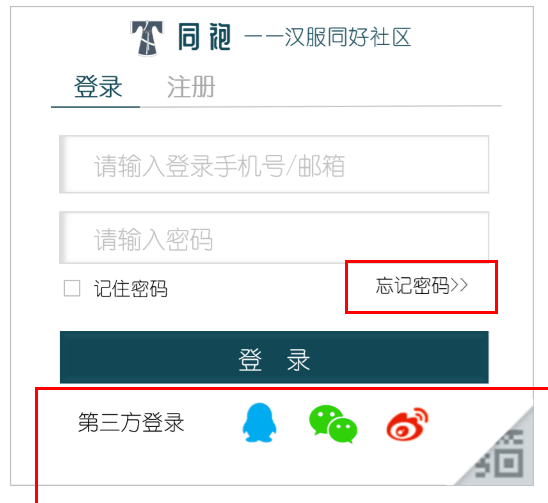 同袍 ——汉服同好社区
登录 注册
请输入登录手机号/邮箱
请输入密码
记住密码 忘记密码>>
登 录
第三方登录